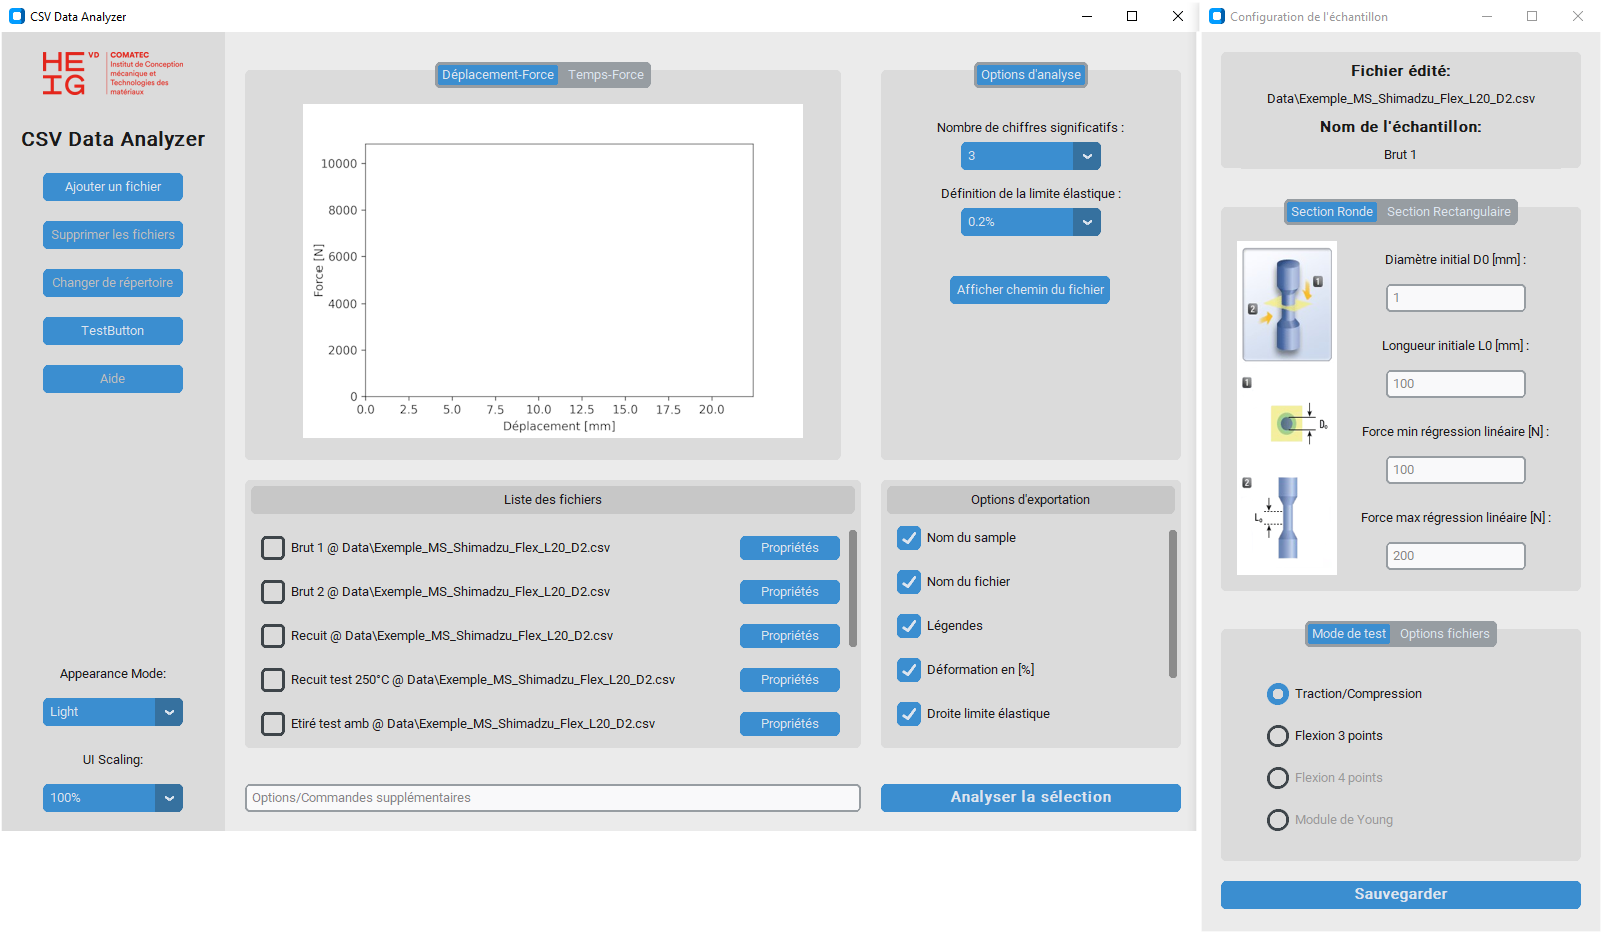 CSV Data Analyzer
HEIG VD
COMATEC
Institut de Conception
mécanique et
Technologies des
matériaux
CSV Data Analyzer
Ajouter un fichier
Supprimer les fichiers
Changer de répertoire
TestButton
Aide
Appearance Mode:
Light
UI Scaling:
100%
Déplacement-Force Temps-Force
10000
8000
6000
4000
2000
0
Force [N]
0.0 2.5 5.0 7.5 10.0 12.5 15.0 17.5 20.0
Déplacement [mm]
Options d'analyse
Nombre de chiffres significatifs :
3
Définition de la limite élastique :
0.2%
Afficher chemin du fichier
Liste des fichiers
Brut 1 @ Data\Exemple_MS_Shimadzu_Flex_L20_D2.csv Propriétés
Brut 2 @ Data\Exemple_MS_Shimadzu_Flex_L20_D2.csv Propriétés
Recuit @ Data\Exemple_MS_Shimadzu_Flex_L20_D2.csv Propriétés
Recuit test 250°C @ Data\Exemple_MS_Shimadzu_Flex_L20_D2.csv Propriétés
Etiré test amb @ Data\Exemple_MS_Shimadzu_Flex_L20_D2.csv Propriétés
Options d'exportation
Nom du sample
Nom du fichier
Légendes
Déformation en [%]
Droite limite élastique
Options/Commandes supplémentaires
Analyser la sélection
Configuration de l'échantillon
Fichier édité:
Data\Exemple_MS_Shimadzu_Flex_L20_D2.csv
Nom de l'échantillon:
Brut 1
Section Ronde Section Rectangulaire
1
2
1
D₀
2
L₀
Diamètre initial D0 [mm] :
1
Longueur initiale L0 [mm] :
100
Force min régression linéaire [N] :
100
Force max régression linéaire [N] :
200
Mode de test Options fichiers
Traction/Compression
Flexion 3 points
Flexion 4 points
Module de Young
Sauvegarder